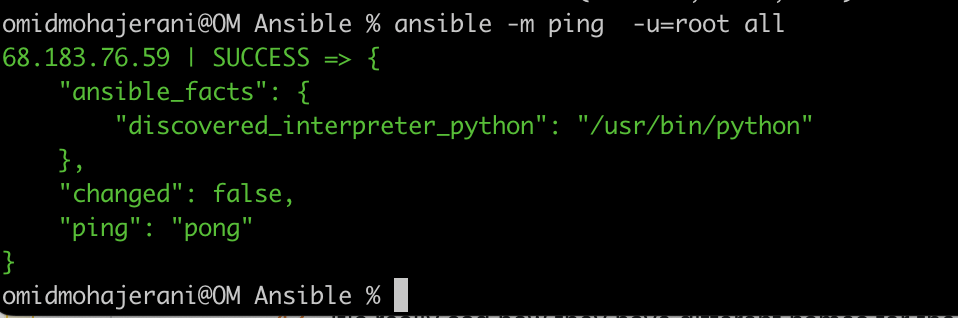 omidmohajerani@OM Ansible % ansible -m ping  -u=root all
68.183.76.59 | SUCCESS => {
    "ansible_facts": {
        "discovered_interpreter_python": "/usr/bin/python"
    },
    "changed": false,
    "ping": "pong"
}
omidmohajerani@OM Ansible %